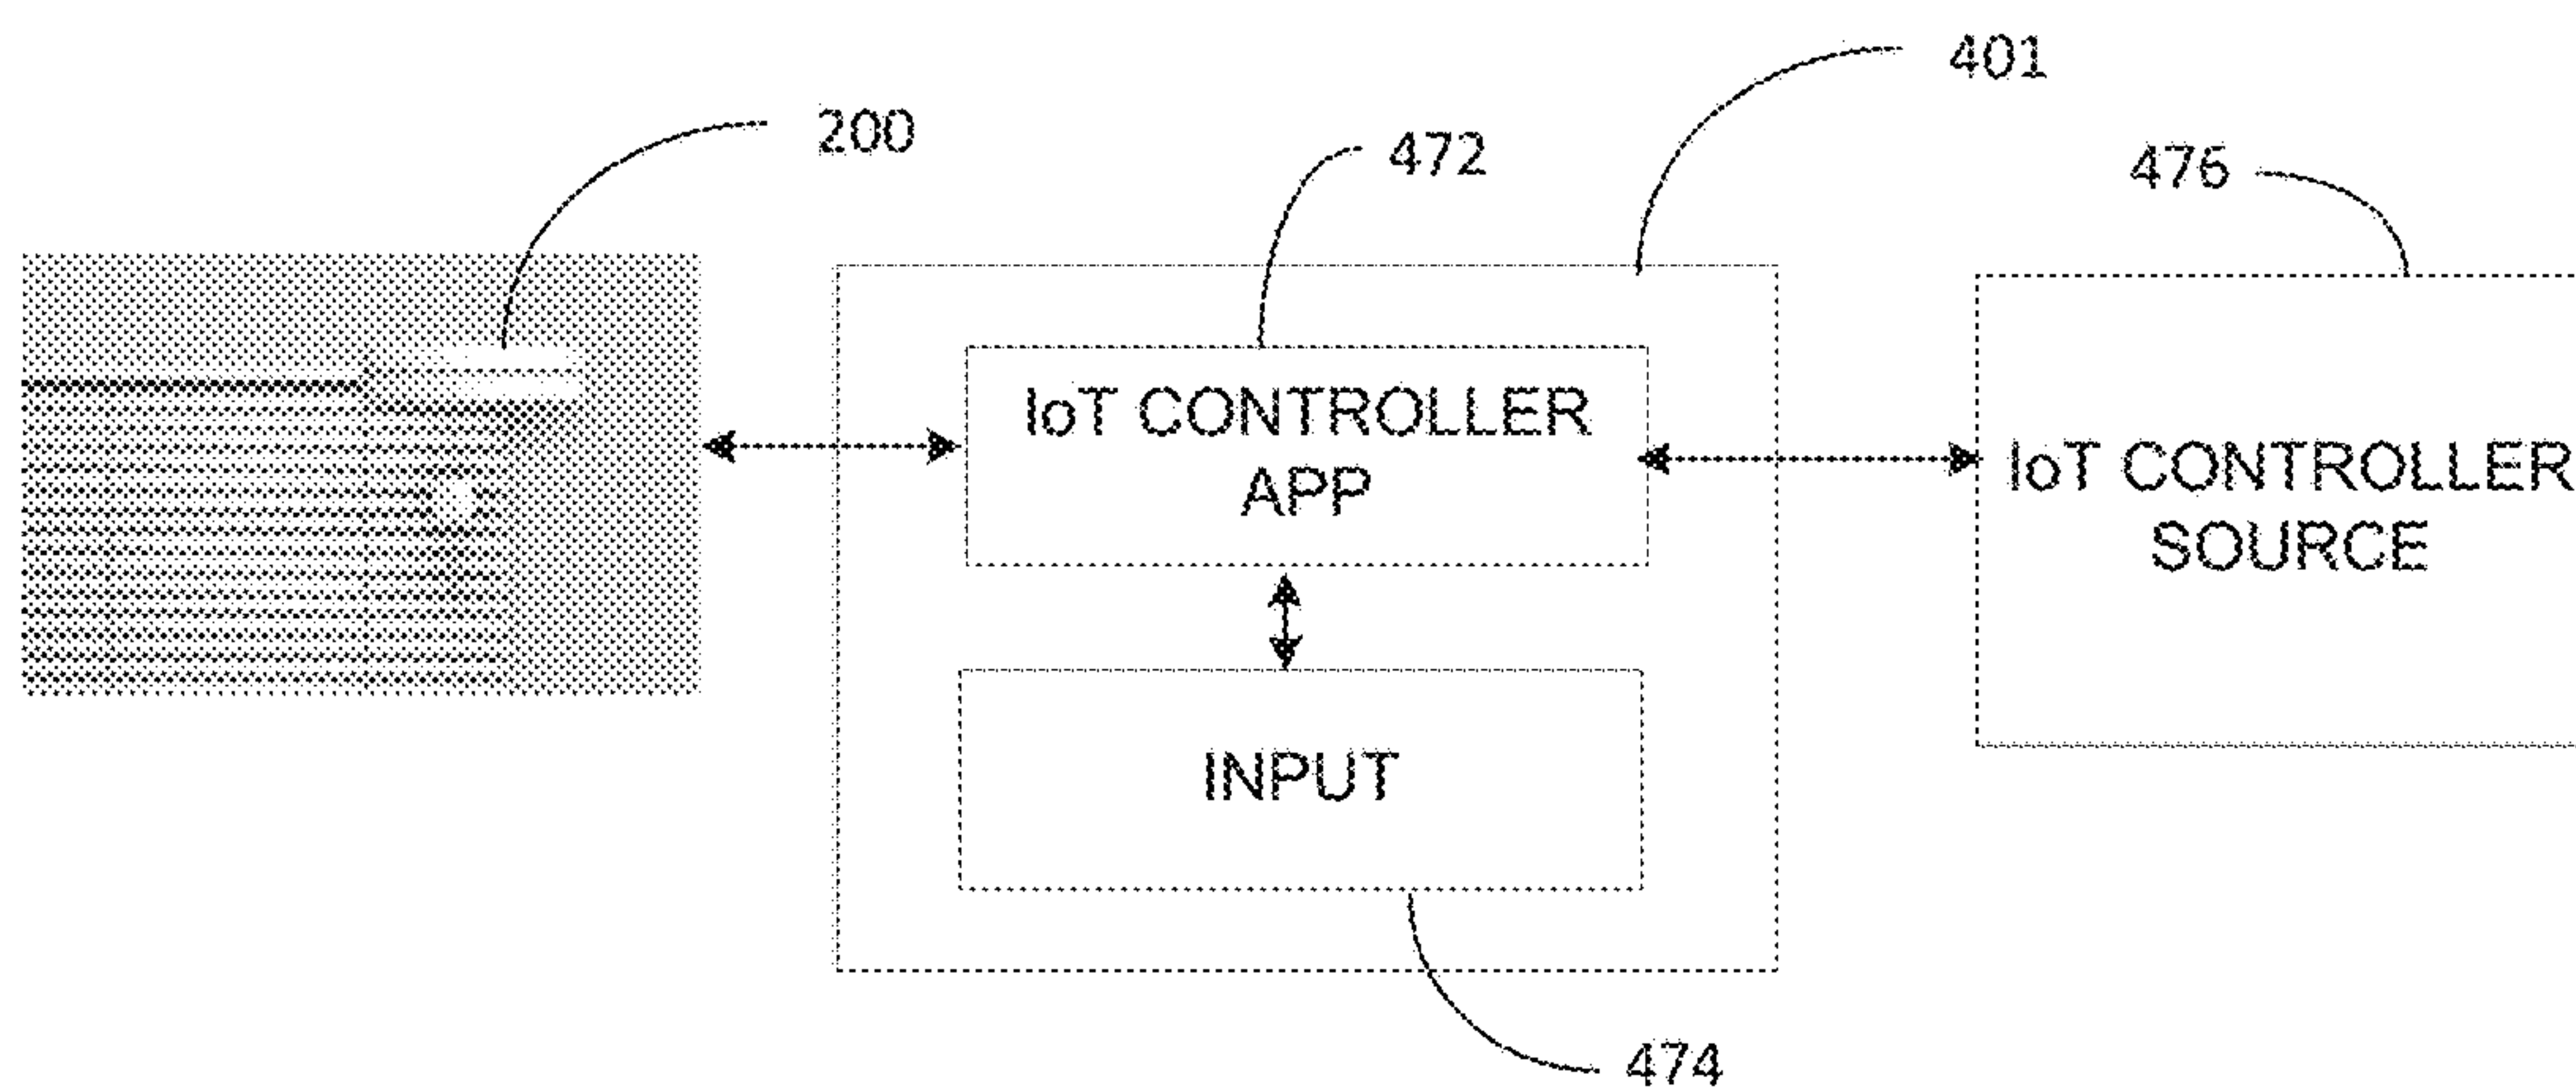 401
200
472
476
IoT CONTROLLER
APP
IoT CONTROLLER
SOURCE
INPUT
474